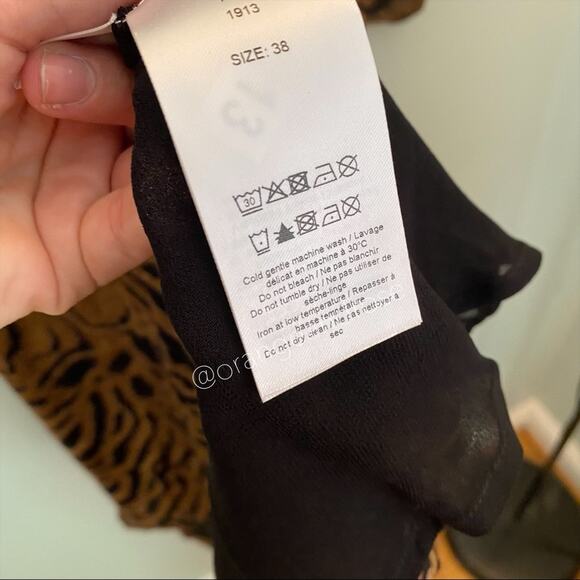 1913
SIZE: 38
30
Cold gentle machine wash / Lavage
délicat en machine à 30°C
Do not bleach / Ne pas blanchir
Do not tumble dry / Ne pas utiliser de
sèche-linge
Iron at low temperature / Repasser à
basse température
Do not dry clean / Ne pas nettoyer à
sec